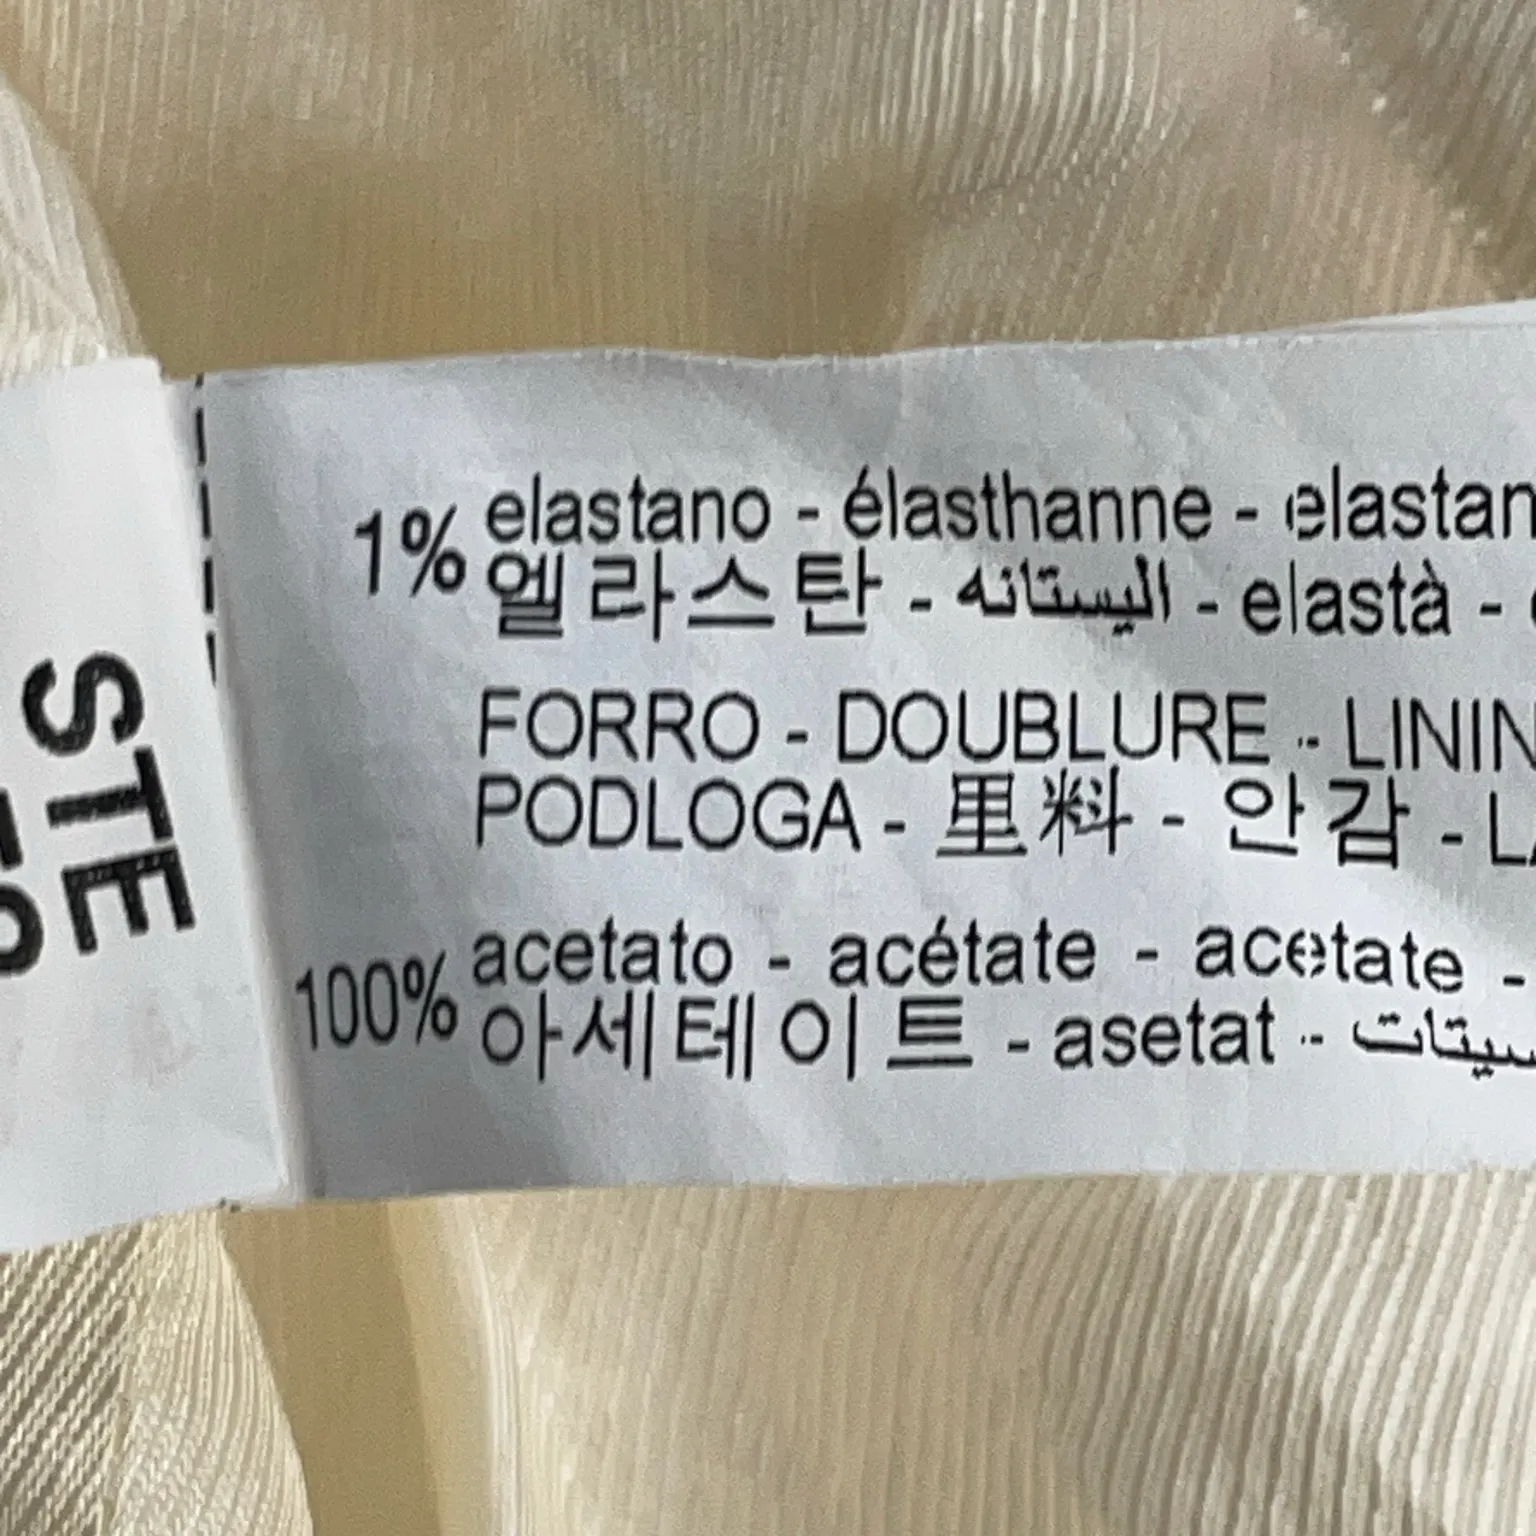 1% elastano - élasthanne - elastan
엘라스탄 - اليستانه - elastà -
FORRO - DOUBLURE - LININ
PODLOGA - 里料 - 안감 - L
100% acetato - acétate - acetate -
아세테이트 - asetat - سيتات
STE